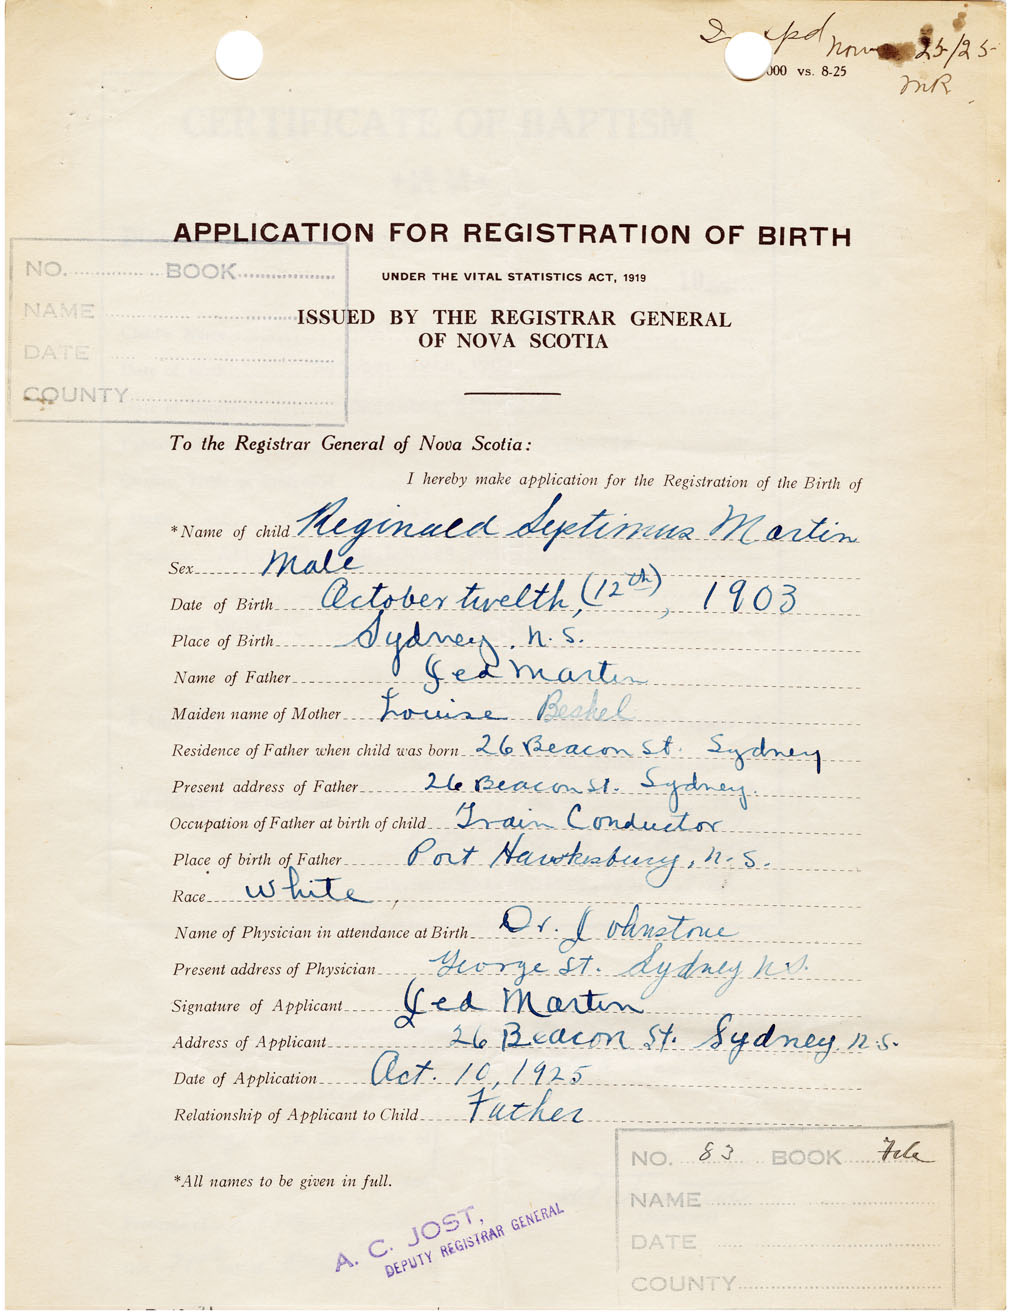 Nov 25/25
000 vs. 8-25
MR
APPLICATION FOR REGISTRATION OF BIRTH
UNDER THE VITAL STATISTICS ACT, 1919
ISSUED BY THE REGISTRAR GENERAL
OF NOVA SCOTIA
NO. BOOK
NAME
DATE
COUNTY
To the Registrar General of Nova Scotia:
I hereby make application for the Registration of the Birth of
*Name of child Reginald Septimus Martin
Sex Male
Date of Birth October twelth, (12th), 1903
Place of Birth Sydney, N.S.
Name of Father Jed Martin
Maiden name of Mother Louise Beshel
Residence of Father when child was born 26 Beacon St. Sydney
Present address of Father 26 Beacon St. Sydney.
Occupation of Father at birth of child Train Conductor
Place of birth of Father Port Hawkesbury, N.S.
Race White
Name of Physician in attendance at Birth Dr. Johnstone
Present address of Physician George St. Sydney N.S.
Signature of Applicant Jed Martin
Address of Applicant 26 Beacon St. Sydney N.S.
Date of Application Oct. 10, 1925
Relationship of Applicant to Child Father
*All names to be given in full.
A. C. JOST,
DEPUTY REGISTRAR GENERAL
NO. 83 BOOK
NAME
DATE
COUNTY